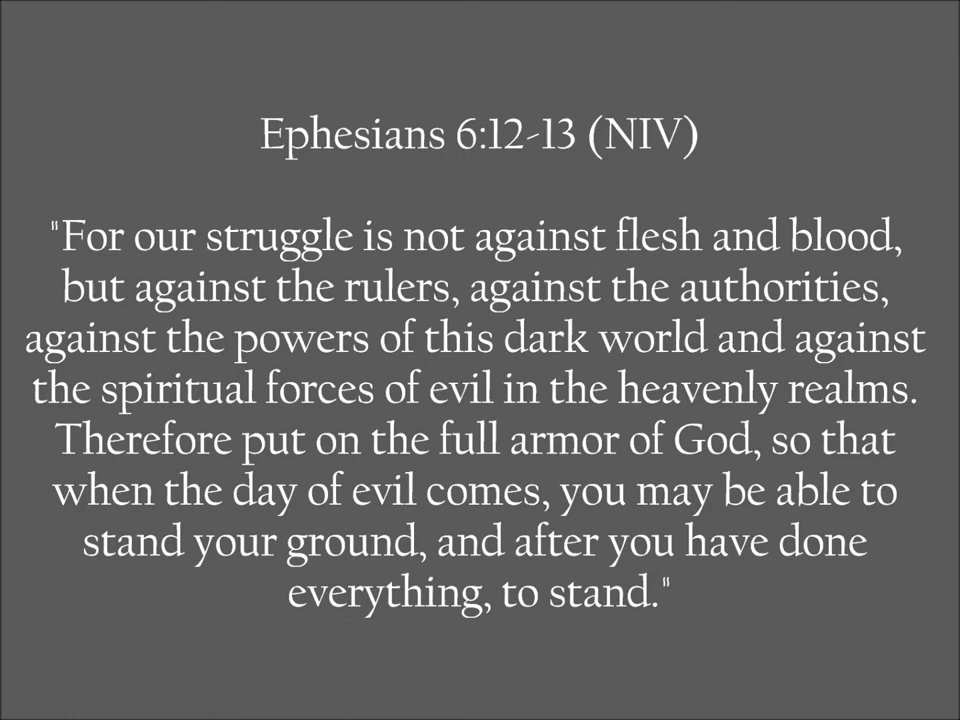 Ephesians 6:12-13 (NIV)
"For our struggle is not against flesh and blood,
but against the rulers, against the authorities,
against the powers of this dark world and against
the spiritual forces of evil in the heavenly realms.
Therefore put on the full armor of God, so that
when the day of evil comes, you may be able to
stand your ground, and after you have done
everything, to stand."